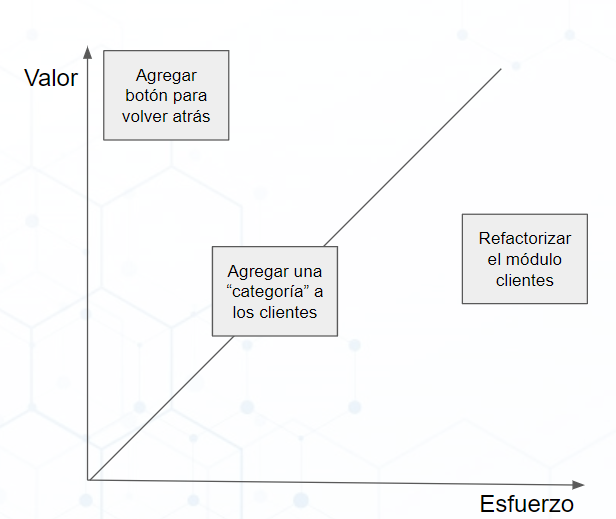 Valor
Agregar
botón para
volver atrás
Refactorizar
el módulo
clientes
Agregar una
“categoría” a
los clientes
Esfuerzo